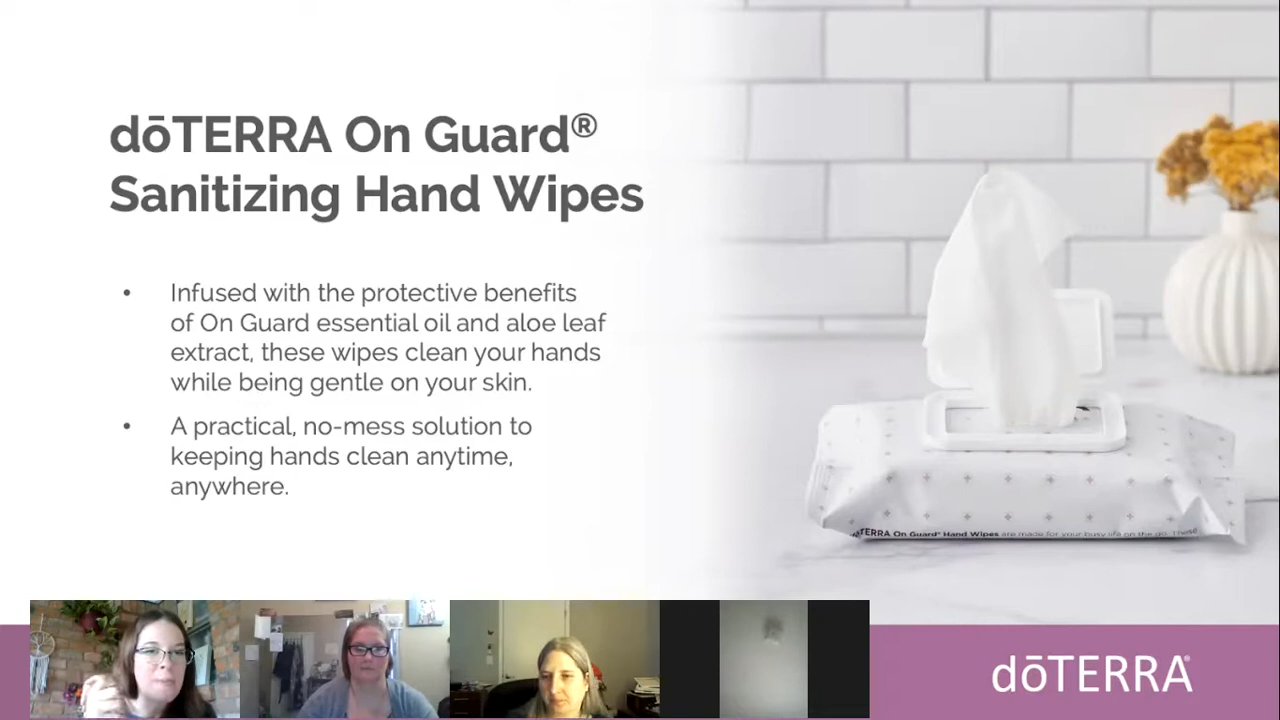 dōTERRA On Guard®
Sanitizing Hand Wipes
• Infused with the protective benefits
of On Guard essential oil and aloe leaf
extract, these wipes clean your hands
while being gentle on your skin.
• A practical, no-mess solution to
keeping hands clean anytime,
anywhere.
dōTERRA On Guard® Hand Wipes are made for your busy life on the go. These
dōTERRA®